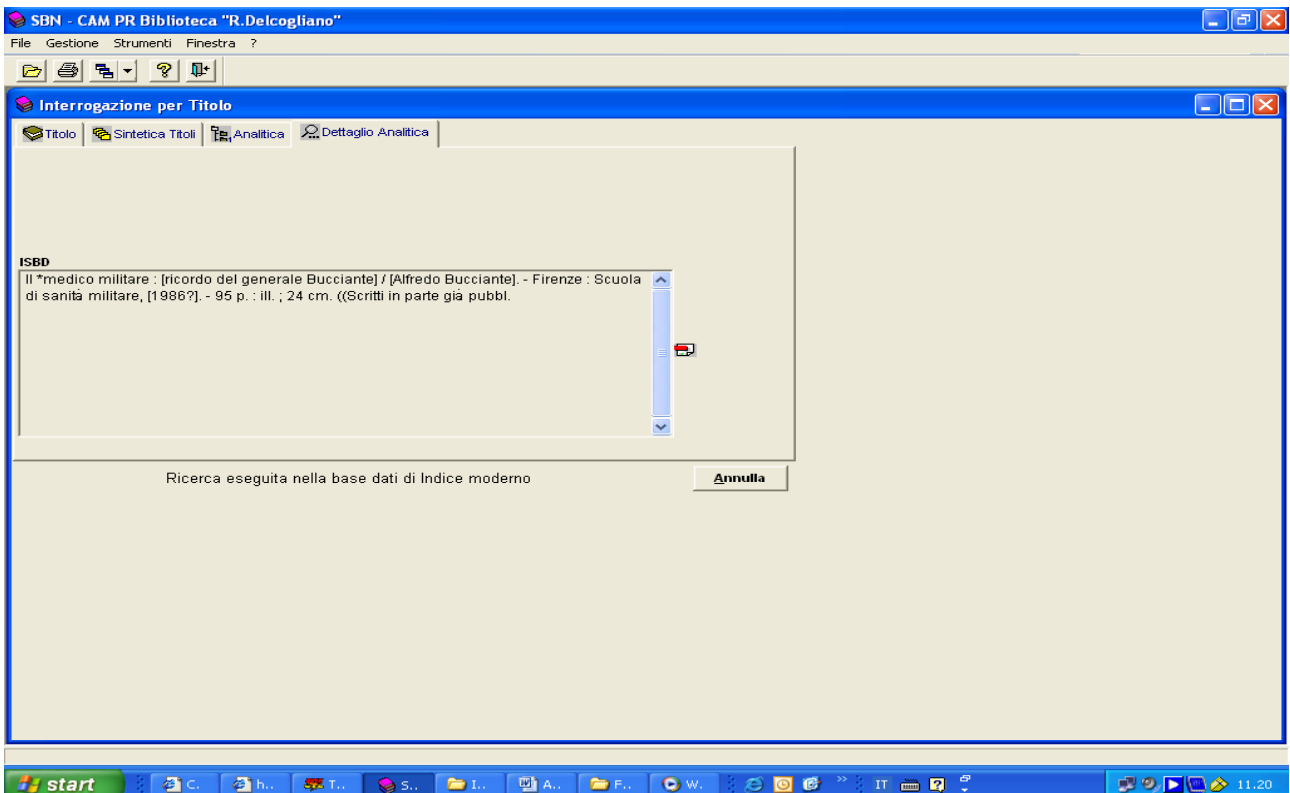 SBN - CAM PR Biblioteca "R.Delcogliano"
File Gestione Strumenti Finestra ?
Interrogazione per Titolo
Titolo Sintetica Titoli Analitica Dettaglio Analitica
ISBD
Il *medico militare : [ricordo del generale Bucciante] / [Alfredo Bucciante]. - Firenze : Scuola
di sanità militare, [1986?]. - 95 p. : ill. ; 24 cm. ((Scritti in parte già pubbl.
Ricerca eseguita nella base dati di Indice moderno
Annulla
start C. h.. T.. S.. I.. A.. F.. W. » IT 11.20